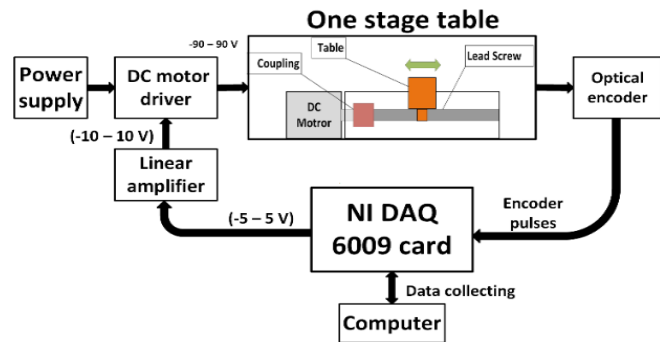 One stage table
-90 – 90 V
Table
Coupling
Lead Screw
Power
supply
DC motor
driver
DC
Motror
Optical
encoder
(-10 – 10 V)
Linear
amplifier
(-5 – 5 V)
NI DAQ
6009 card
Encoder
pulses
Data collecting
Computer